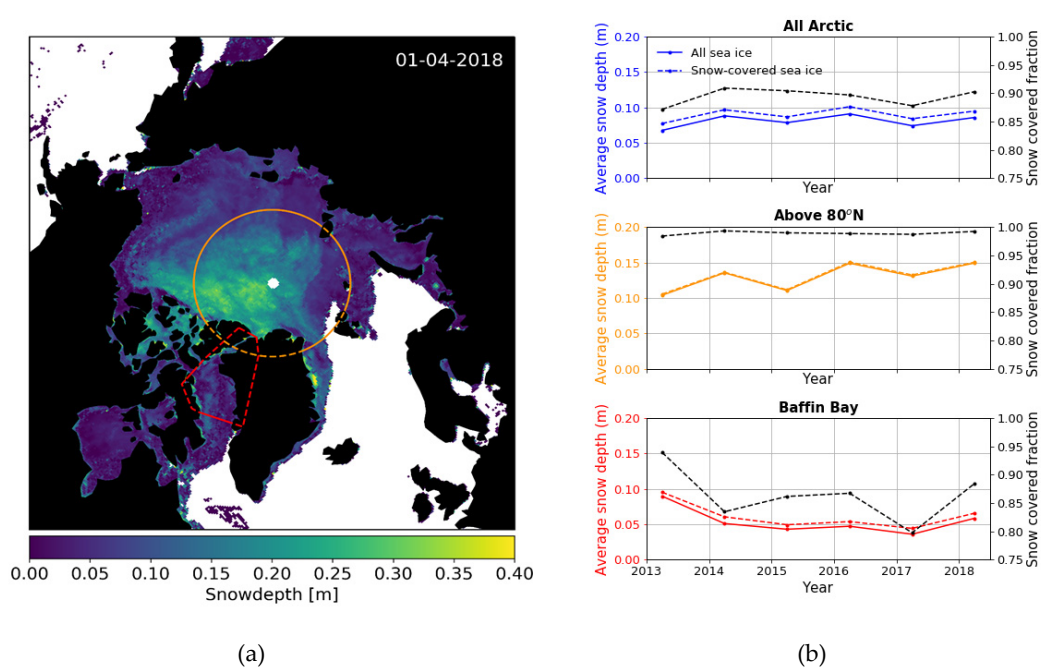 01-04-2018
0.00 0.05 0.10 0.15 0.20 0.25 0.30 0.35 0.40
Snowdepth [m]
(a)
All Arctic
Average snow depth (m)
0.20
0.15
0.10
0.05
0.00
All sea ice
Snow-covered sea ice
1.00
0.95
0.90
0.85
0.80
0.75
Snow covered fraction
Year
Above 80°N
Average snow depth (m)
0.20
0.15
0.10
0.05
0.00
1.00
0.95
0.90
0.85
0.80
0.75
Snow covered fraction
Year
Baffin Bay
Average snow depth (m)
0.20
0.15
0.10
0.05
0.00
1.00
0.95
0.90
0.85
0.80
0.75
Snow covered fraction
2013 2014 2015 2016 2017 2018
Year
(b)